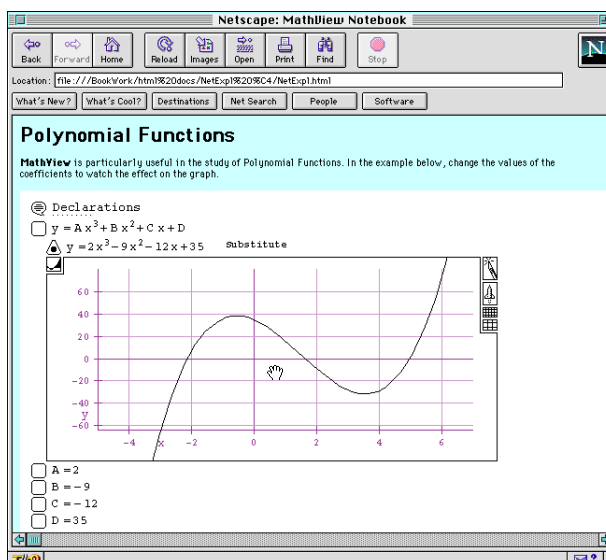 Netscape: MathView Notebook
Back Forward Home Reload Images Open Print Find Stop
N
Location: file:///BookWork/html%20docs/NetExp1%20%C4/NetExp1.html
What's New? What's Cool? Destinations Net Search People Software
Polynomial Functions
MathView is particularly useful in the study of Polynomial Functions. In the example below, change the values of the
coefficients to watch the effect on the graph.
Declarations
y = A x³ + B x² + C x + D
y = 2 x³ − 9 x² − 12 x + 35 Substitute
60
40
20
0
−20
−40
y
−60
−4 x −2 0 2 4 6
A = 2
B = −9
C = −12
D = 35